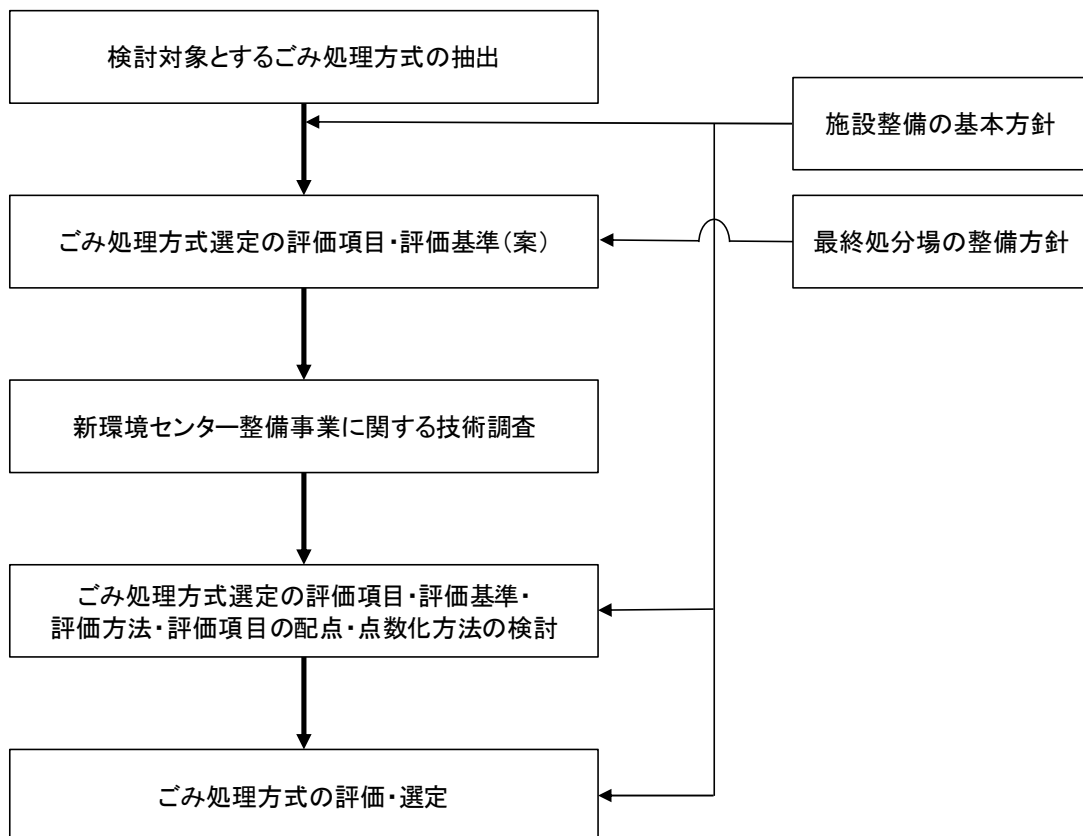 検討対象とするごみ処理方式の抽出
施設整備の基本方針
ごみ処理方式選定の評価項目・評価基準(案)
最終処分場の整備方針
新環境センター整備事業に関する技術調査
ごみ処理方式選定の評価項目・評価基準・
評価方法・評価項目の配点・点数化方法の検討
ごみ処理方式の評価・選定